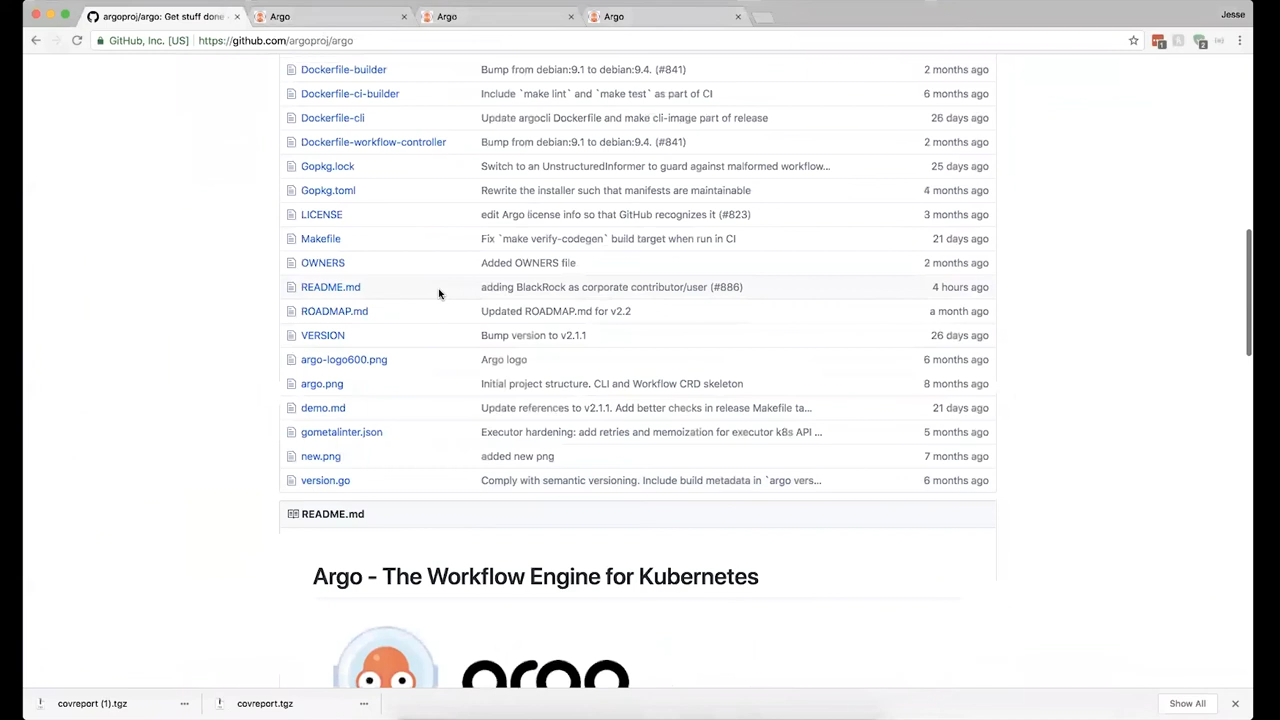 argoproj/argo: Get stuff done
Argo
Argo
Argo
Jesse
GitHub, Inc. [US]
https://github.com/argoproj/argo
Dockerfile-builder Bump from debian:9.1 to debian:9.4. (#841) 2 months ago
Dockerfile-ci-builder Include `make lint` and `make test` as part of CI 6 months ago
Dockerfile-cli Update argocli Dockerfile and make cli-image part of release 26 days ago
Dockerfile-workflow-controller Bump from debian:9.1 to debian:9.4. (#841) 2 months ago
Gopkg.lock Switch to an UnstructuredInformer to guard against malformed workflow... 25 days ago
Gopkg.toml Rewrite the installer such that manifests are maintainable 4 months ago
LICENSE edit Argo license info so that GitHub recognizes it (#823) 3 months ago
Makefile Fix `make verify-codegen` build target when run in CI 21 days ago
OWNERS Added OWNERS file 2 months ago
README.md adding BlackRock as corporate contributor/user (#886) 4 hours ago
ROADMAP.md Updated ROADMAP.md for v2.2 a month ago
VERSION Bump version to v2.1.1 26 days ago
argo-logo600.png Argo logo 6 months ago
argo.png Initial project structure. CLI and Workflow CRD skeleton 8 months ago
demo.md Update references to v2.1.1. Add better checks in release Makefile ta... 21 days ago
gometalinter.json Executor hardening: add retries and memoization for executor k8s API ... 5 months ago
new.png added new png 7 months ago
version.go Comply with semantic versioning. Include build metadata in `argo vers... 6 months ago
README.md
Argo - The Workflow Engine for Kubernetes
argo
covreport (1).tgz
covreport.tgz
Show All